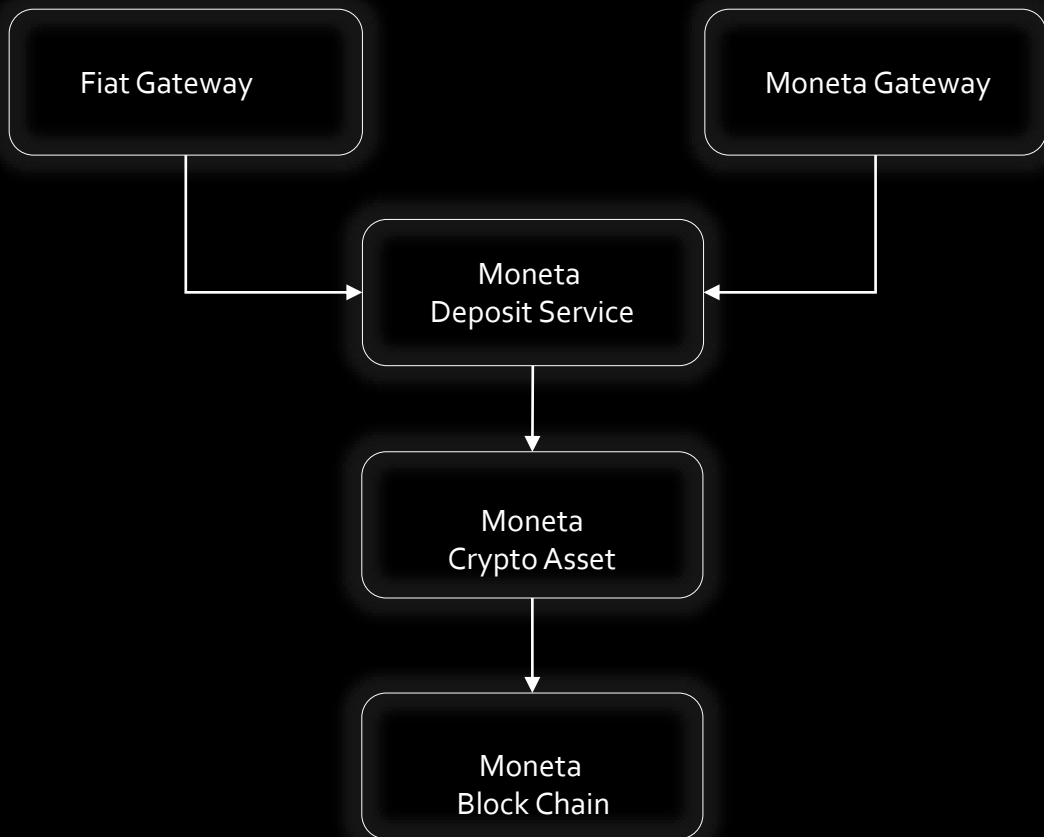 Fiat Gateway
Moneta Gateway
Moneta
Deposit Service
Moneta
Crypto Asset
Moneta
Block Chain